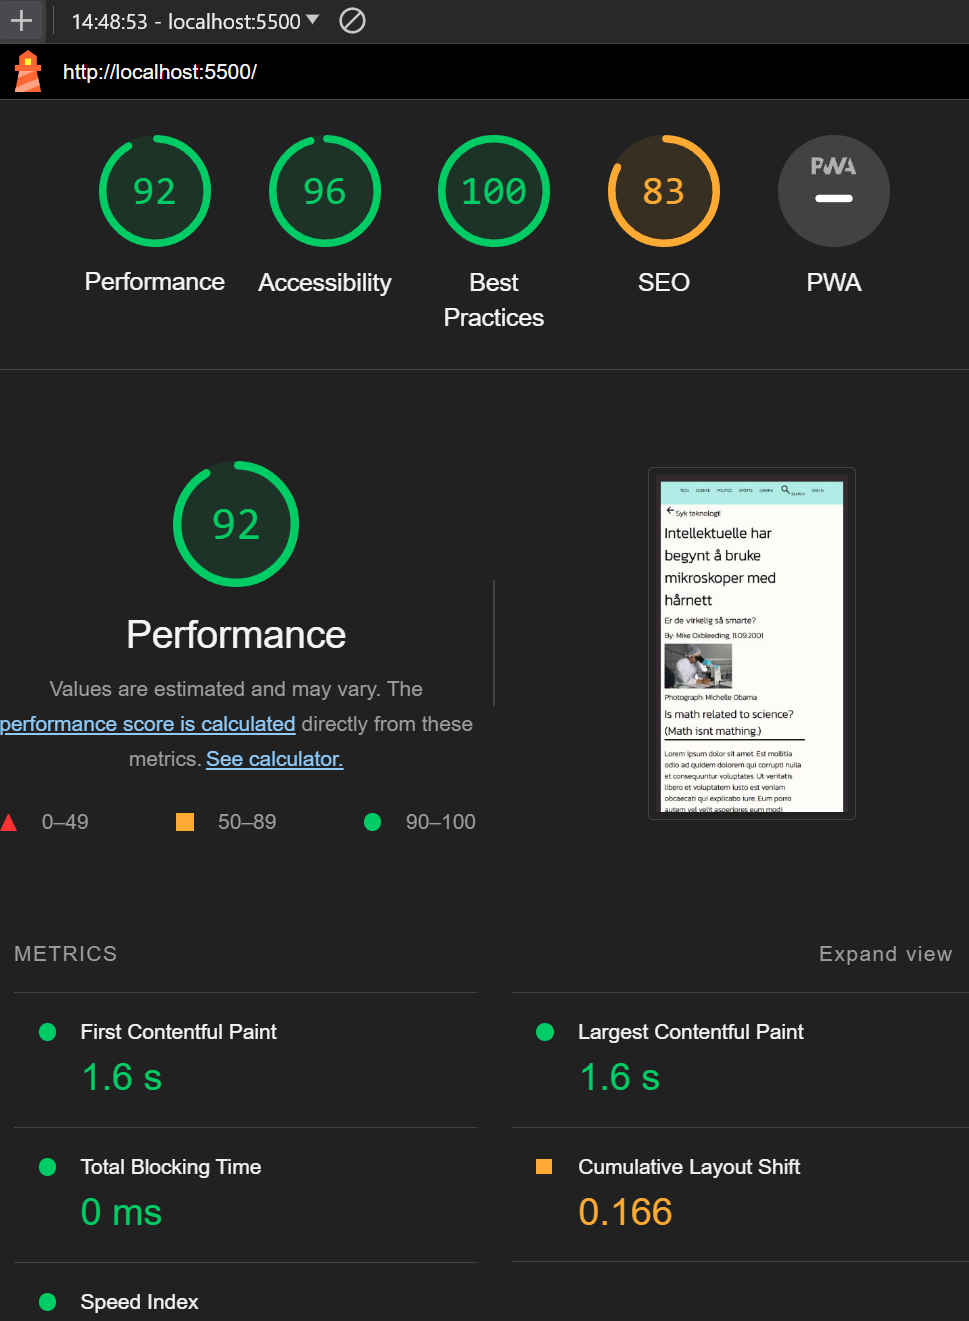 14:48:53 - localhost:5500
http://localhost:5500/
92
96
100
83
PWA
Performance
Accessibility
Best
Practices
SEO
PWA
92
Performance
Values are estimated and may vary. The
performance score is calculated directly from these
metrics. See calculator.
0–49
50–89
90–100
TECH SCIENCE POLITICS SPORTS GAMING SEARCH SIGN IN
Syk teknologi!
Intellektuelle har
begynt å bruke
mikroskoper med
hårnett
Er de virkelig så smarte?
By: Mike Oxbleeding, 11.09.2001
Photograph: Michelle Obama
Is math related to science?
(Math isnt mathing.)
Lorem ipsum dolor sit amet. Est mollitia
odio ad quidem dolorem qui corrupti nulla
et consequuntur voluptates. Ut veritatis
libero et voluptatem iusto est veniam
obcaecati qui explicabo iure. Eum porro
autem vel velit asperiores eum modi
METRICS
Expand view
First Contentful Paint
1.6 s
Largest Contentful Paint
1.6 s
Total Blocking Time
0 ms
Cumulative Layout Shift
0.166
Speed Index